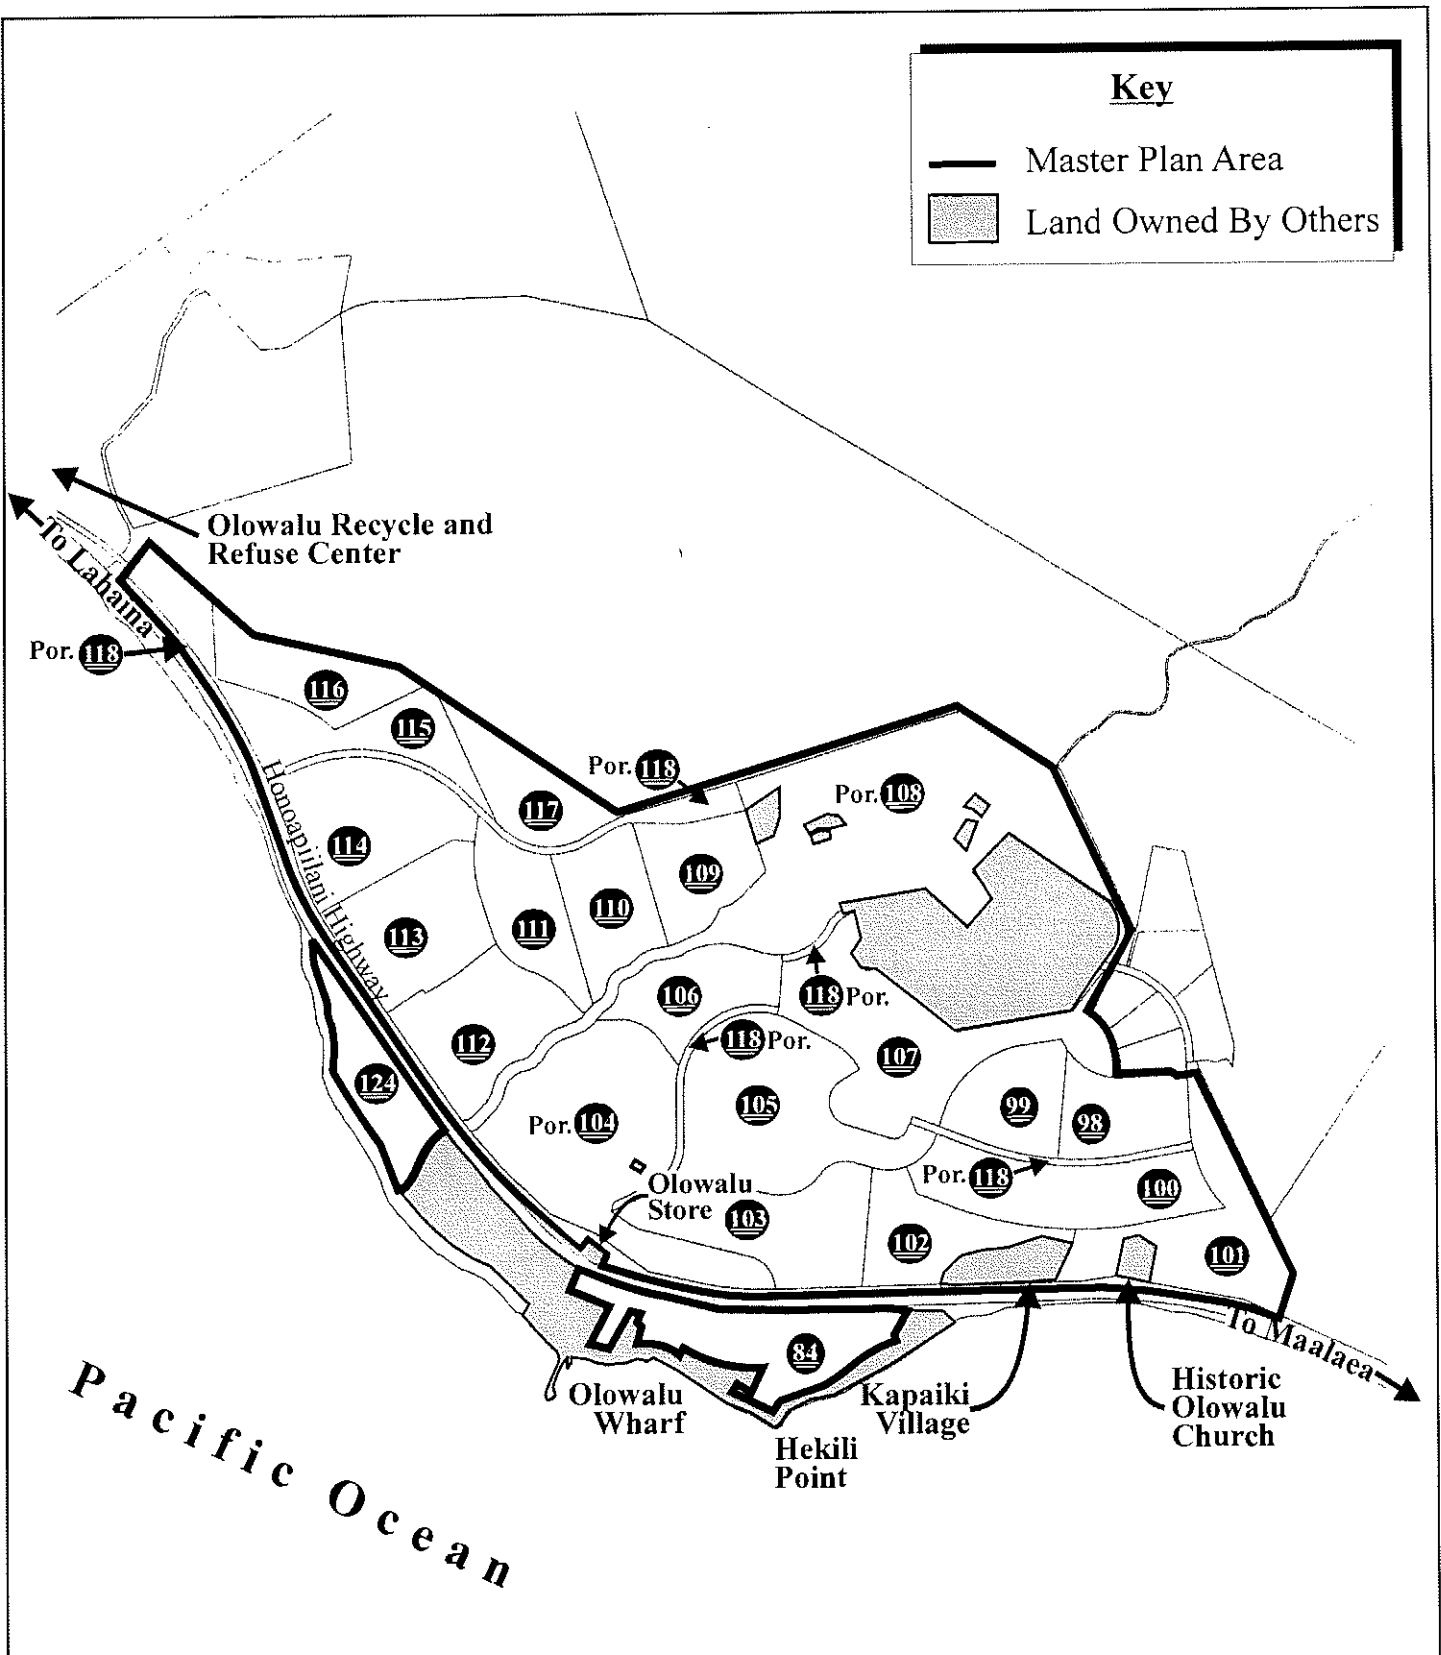 Key
Master Plan Area
Land Owned By Others
Olowalu Recycle and
Refuse Center
To Lahaina
Por. 118
116
115
Por. 118
Por. 108
117
Honoapiilani Highway
114
109
110
111
113
106
118 Por.
118 Por.
112
107
124
105
99
98
Por. 104
Por. 118
Olowalu
Store
100
103
102
101
To Maalaea
84
Olowalu
Wharf
Kapaiki
Village
Historic
Olowalu
Church
Hekili
Point
Pacific Ocean